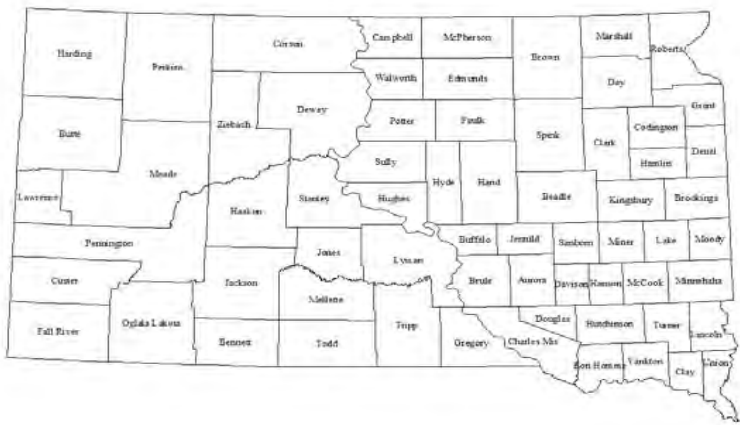 Harding
Perkins
Corson
Campbell
McPherson
Brown
Marshall
Roberts
Walworth
Edmunds
Day
Dewey
Ziebach
Grant
Butte
Potter
Faulk
Spink
Clark
Codington
Hamlin
Deuel
Meade
Sully
Lawrence
Stanley
Hughes
Hyde
Hand
Beadle
Kingsbury
Brookings
Haakon
Pennington
Buffalo
Jerauld
Sanborn
Miner
Lake
Moody
Jones
Lyman
Custer
Jackson
Brule
Aurora
Davison
Hanson
McCook
Minnehaha
Mellette
Fall River
Oglala Lakota
Bennett
Todd
Tripp
Gregory
Charles Mix
Douglas
Hutchinson
Turner
Lincoln
Bon Homme
Yankton
Clay
Union